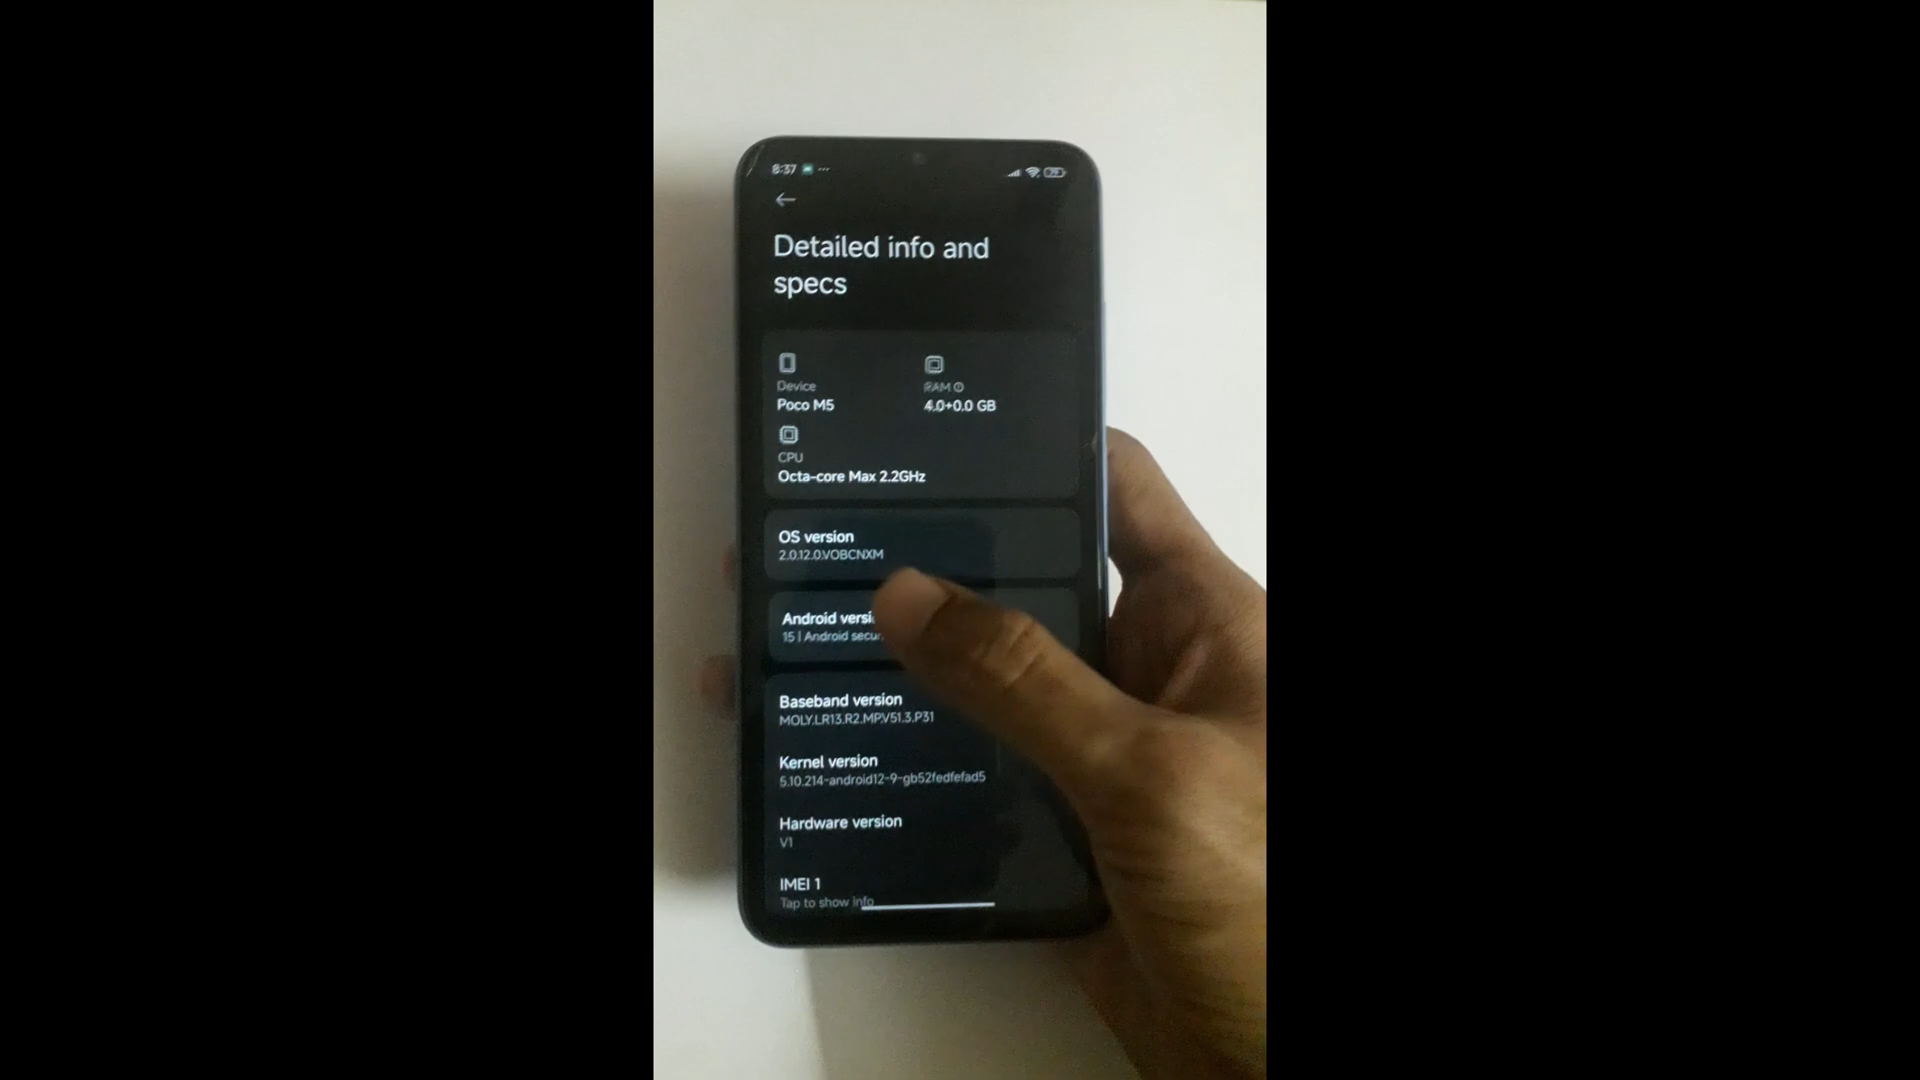 8:37
Detailed info and
specs
Device
RAM
Poco M5
4.0+0.0 GB
CPU
Octa-core Max 2.2GHz
OS version
2.0.12.0.VOBCNXM
Android versi
15 | Android secur
Baseband version
MOLY.LR13.R2.MP.V51.3.P31
Kernel version
5.10.214-android12-9-gb52fedfefad5
Hardware version
V1
IMEI 1
Tap to show info